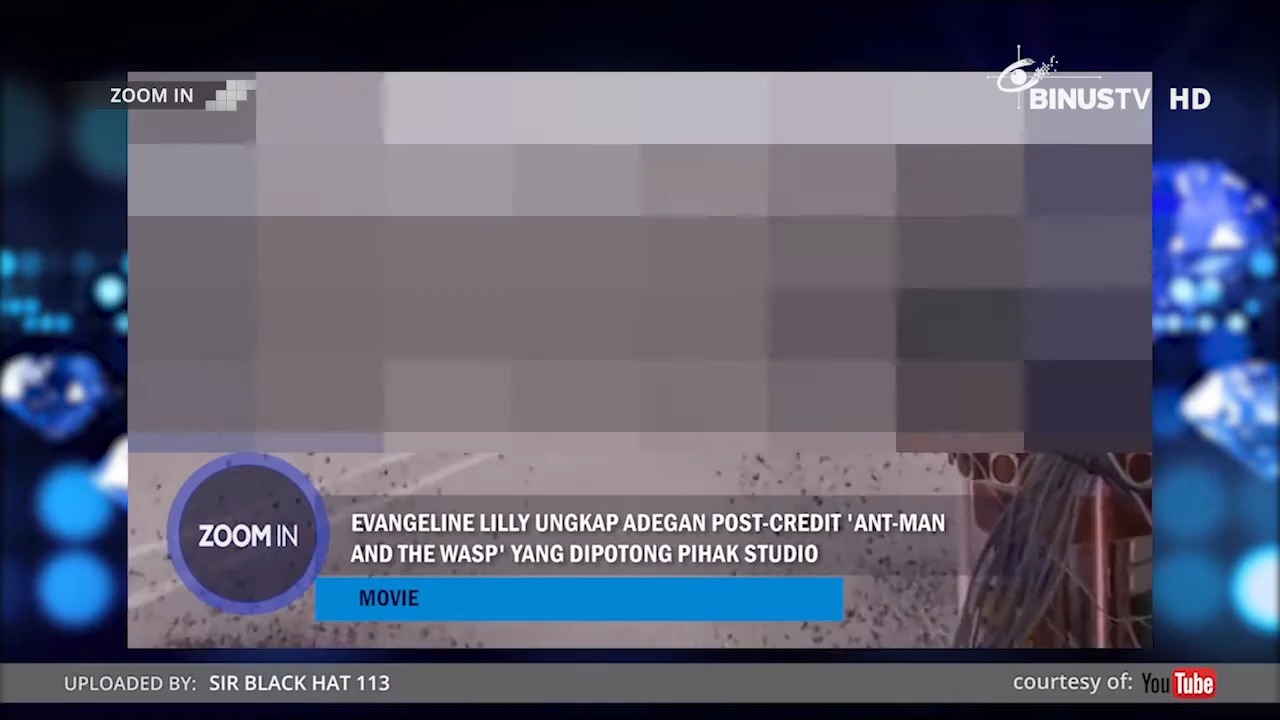 ZOOM IN
BINUSTV HD
ZOOM IN
EVANGELINE LILLY UNGKAP ADEGAN POST-CREDIT 'ANT-MAN
AND THE WASP' YANG DIPOTONG PIHAK STUDIO
MOVIE
UPLOADED BY: SIR BLACK HAT 113
courtesy of: YouTube